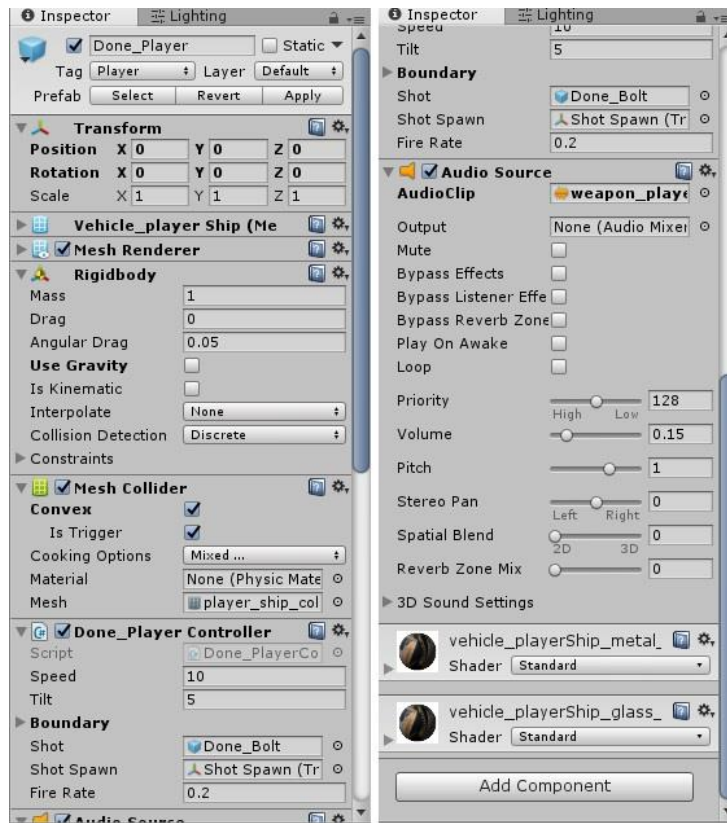 Inspector
Lighting
Done_Player
Static
Tag Player Layer Default
Prefab Select Revert Apply
Transform
Position X 0 Y 0 Z 0
Rotation X 0 Y 0 Z 0
Scale X 1 Y 1 Z 1
Vehicle_player Ship (Me
Mesh Renderer
Rigidbody
Mass 1
Drag 0
Angular Drag 0.05
Use Gravity
Is Kinematic
Interpolate None
Collision Detection Discrete
Constraints
Mesh Collider
Convex
Is Trigger
Cooking Options Mixed ...
Material None (Physic Mate
Mesh player_ship_col
Done_Player Controller
Script Done_PlayerCo
Speed 10
Tilt 5
Boundary
Shot Done_Bolt
Shot Spawn Shot Spawn (Tr
Fire Rate 0.2
Audio Source
Inspector
Lighting
Speed 10
Tilt 5
Boundary
Shot Done_Bolt
Shot Spawn Shot Spawn (Tr
Fire Rate 0.2
Audio Source
AudioClip weapon_playe
Output None (Audio Mixer
Mute
Bypass Effects
Bypass Listener Effe
Bypass Reverb Zone
Play On Awake
Loop
Priority 128
High Low
Volume 0.15
Pitch 1
Stereo Pan 0
Left Right
Spatial Blend 0
2D 3D
Reverb Zone Mix 0
3D Sound Settings
vehicle_playerShip_metal_
Shader Standard
vehicle_playerShip_glass_
Shader Standard
Add Component